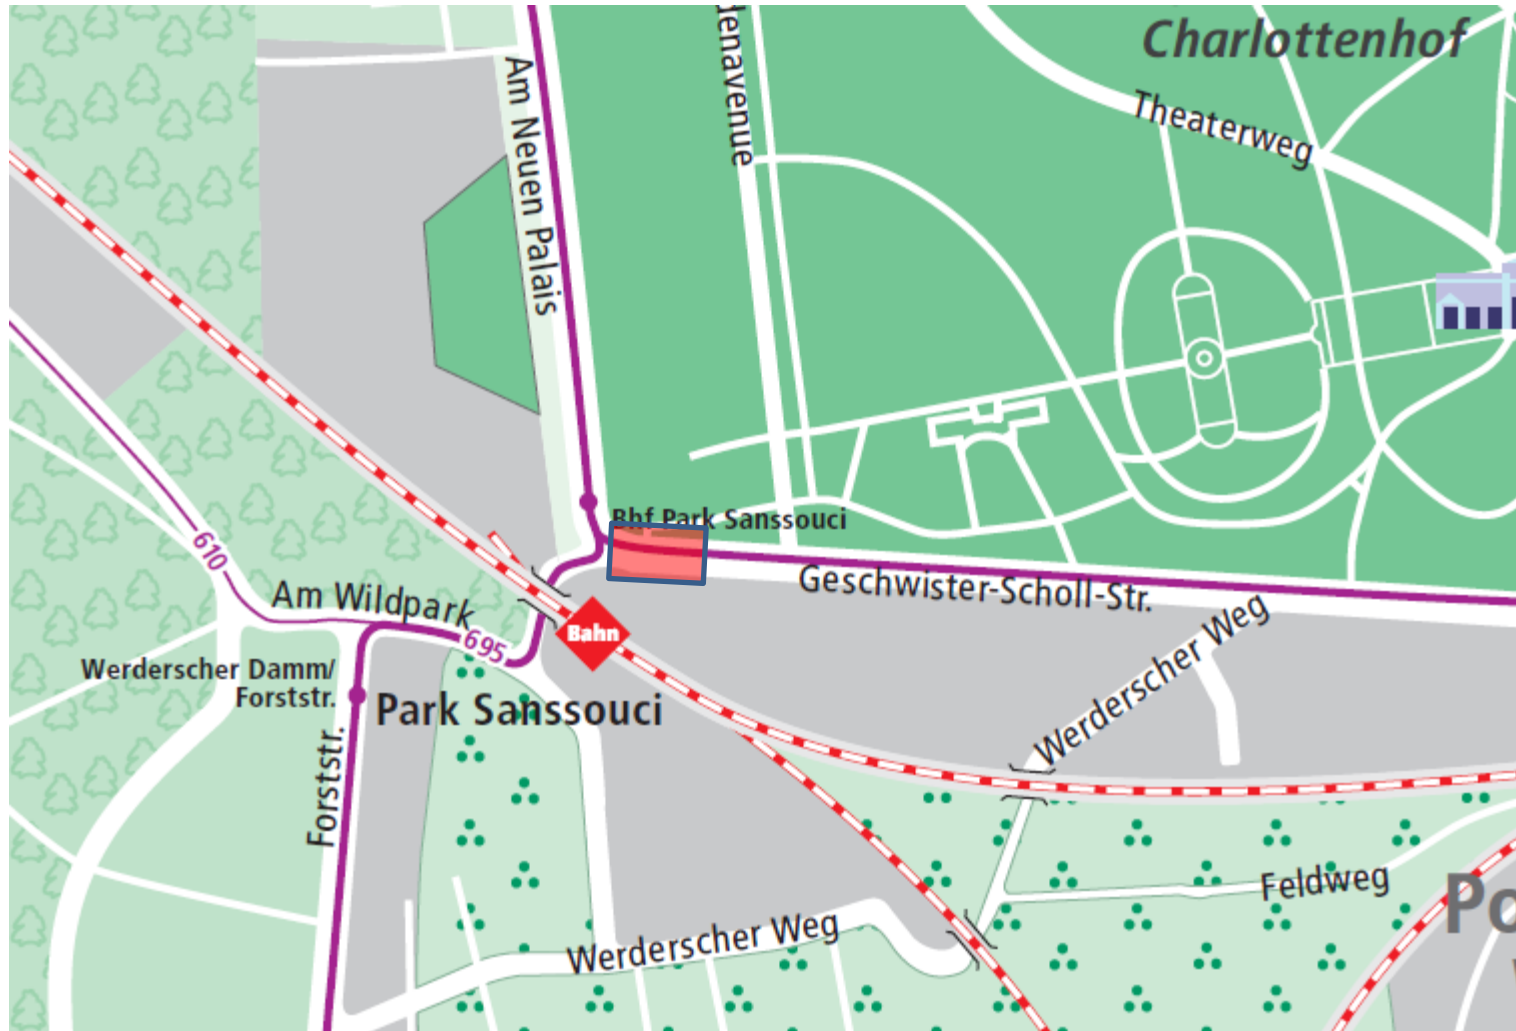 Charlottenhof
Theaterweg
Am Neuen Palais
Bhf Park Sanssouci
Geschwister-Scholl-Str.
610
Am Wildpark
695
Bahn
Werderscher Weg
Werderscher Damm/
Forststr.
Park Sanssouci
Forststr.
Feldweg
Werderscher Weg